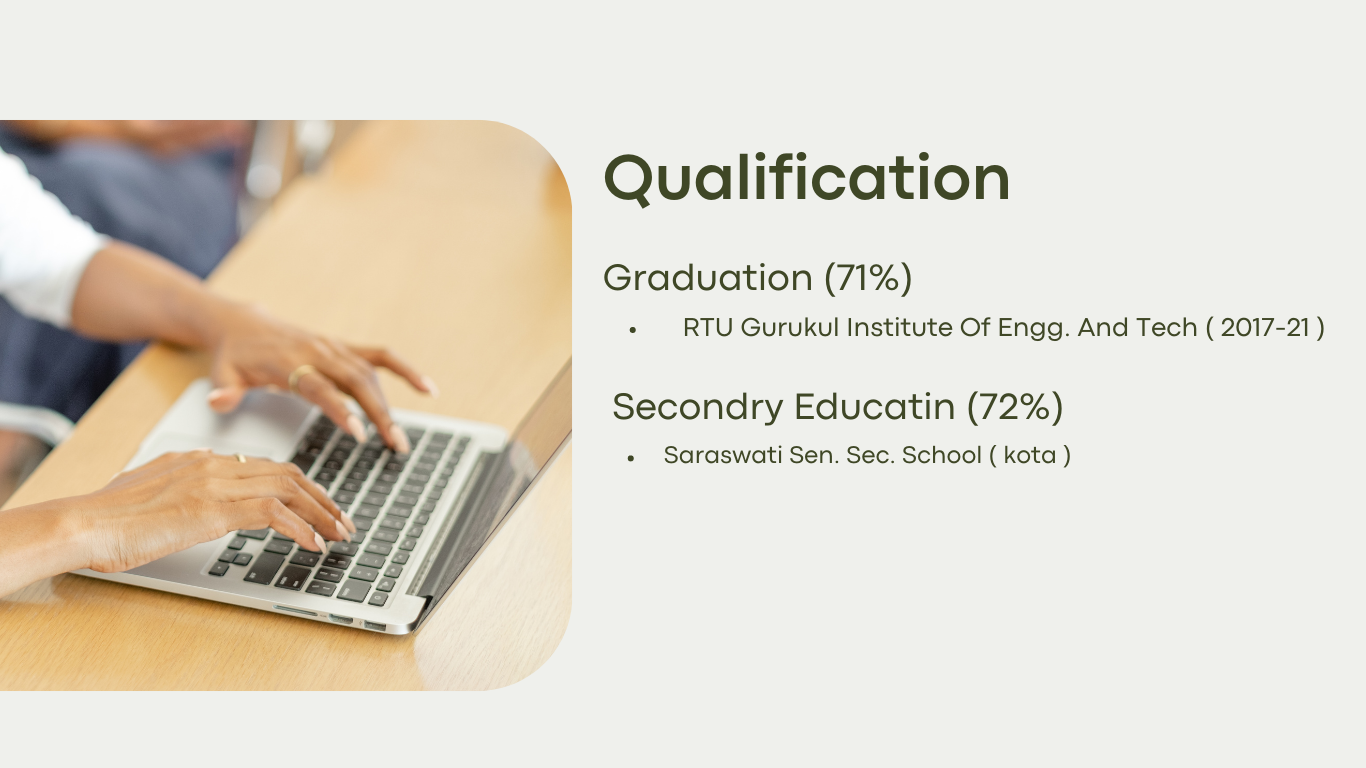 Qualification
Graduation (71%)
• RTU Gurukul Institute Of Engg. And Tech ( 2017-21 )
Secondry Educatin (72%)
• Saraswati Sen. Sec. School ( kota )